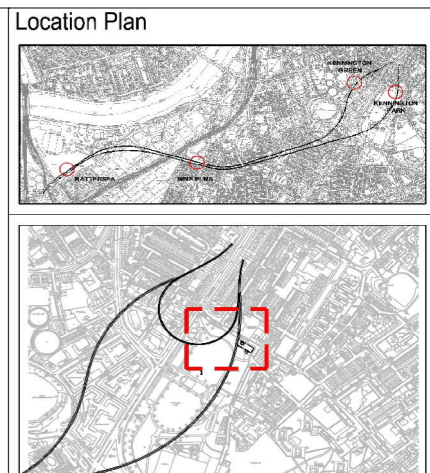 Location Plan
KENNINGTON
GREEN
KENNINGTON
PARK
BATTERSEA
NINE ELMS